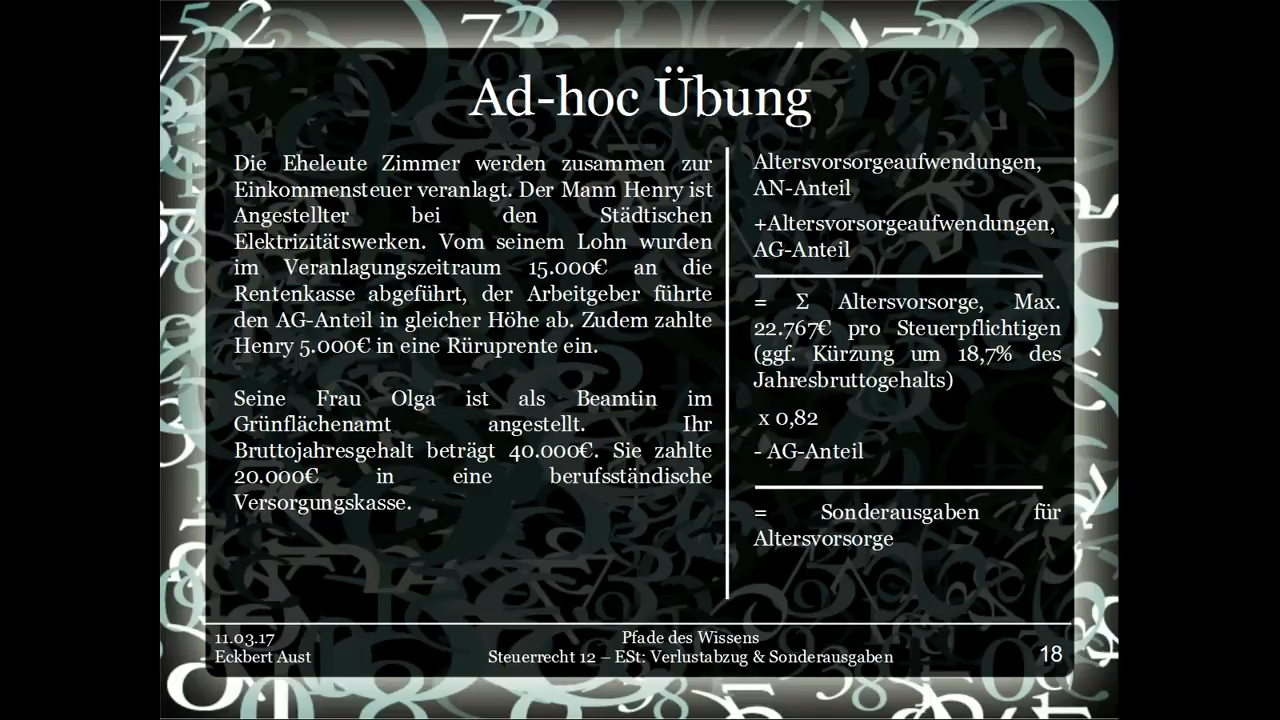 Ad-hoc Übung
Die Eheleute Zimmer werden zusammen zur
Einkommensteuer veranlagt. Der Mann Henry ist
Angestellter bei den Städtischen
Elektrizitätswerken. Vom seinem Lohn wurden
im Veranlagungszeitraum 15.000€ an die
Rentenkasse abgeführt, der Arbeitgeber führte
den AG-Anteil in gleicher Höhe ab. Zudem zahlte
Henry 5.000€ in eine Rüruprente ein.
Seine Frau Olga ist als Beamtin im
Grünflächenamt angestellt. Ihr
Bruttojahresgehalt beträgt 40.000€. Sie zahlte
20.000€ in eine berufsständische
Versorgungskasse.
Altersvorsorgeaufwendungen,
AN-Anteil
+Altersvorsorgeaufwendungen,
AG-Anteil
= Σ Altersvorsorge, Max.
22.767€ pro Steuerpflichtigen
(ggf. Kürzung um 18,7% des
Jahresbruttogehalts)
x 0,82
- AG-Anteil
= Sonderausgaben für
Altersvorsorge
11.03.17
Eckbert Aust
Pfade des Wissens
Steuerrecht 12 – ESt: Verlustabzug & Sonderausgaben
18